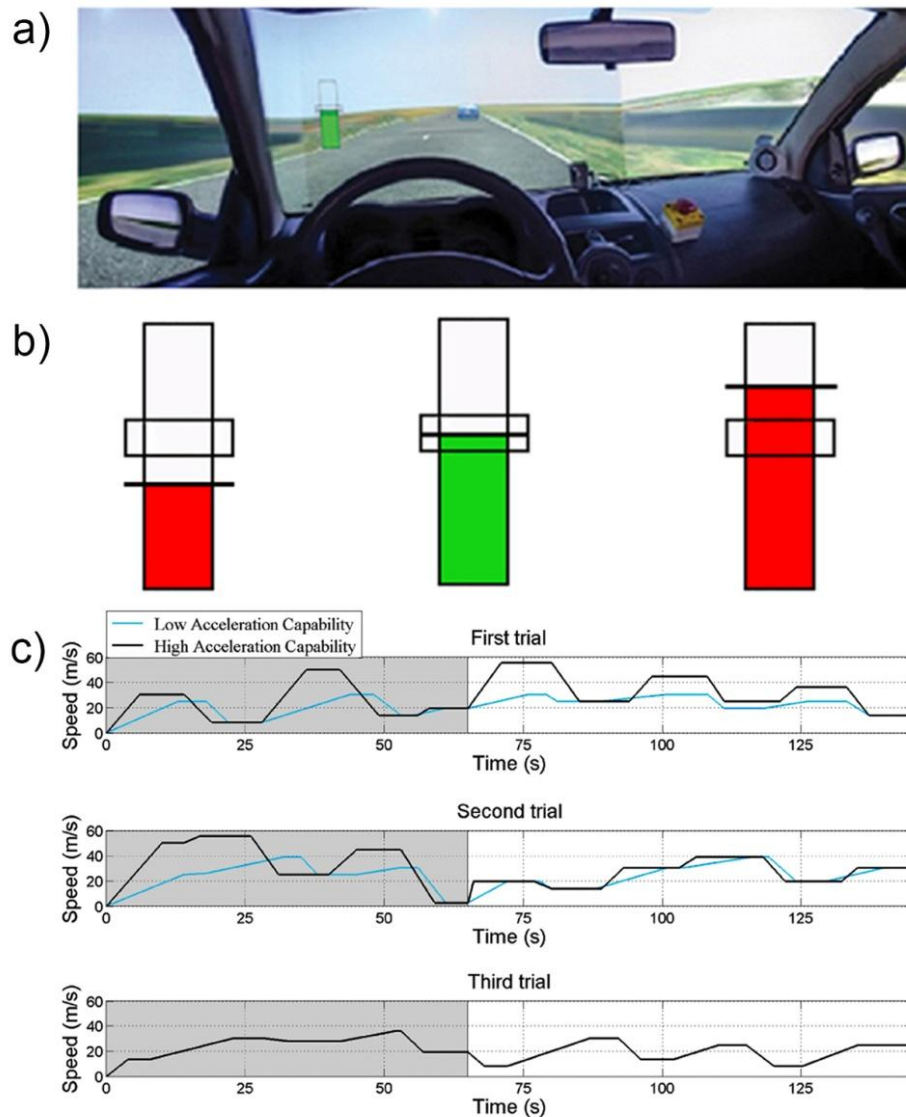 a)
b)
c)
Low Acceleration Capability
High Acceleration Capability
First trial
Speed (m/s)
60
40
20
0
0 25 50 75 100 125
Time (s)
Second trial
Speed (m/s)
60
40
20
0
0 25 50 75 100 125
Time (s)
Third trial
Speed (m/s)
60
40
20
0
0 25 50 75 100 125
Time (s)